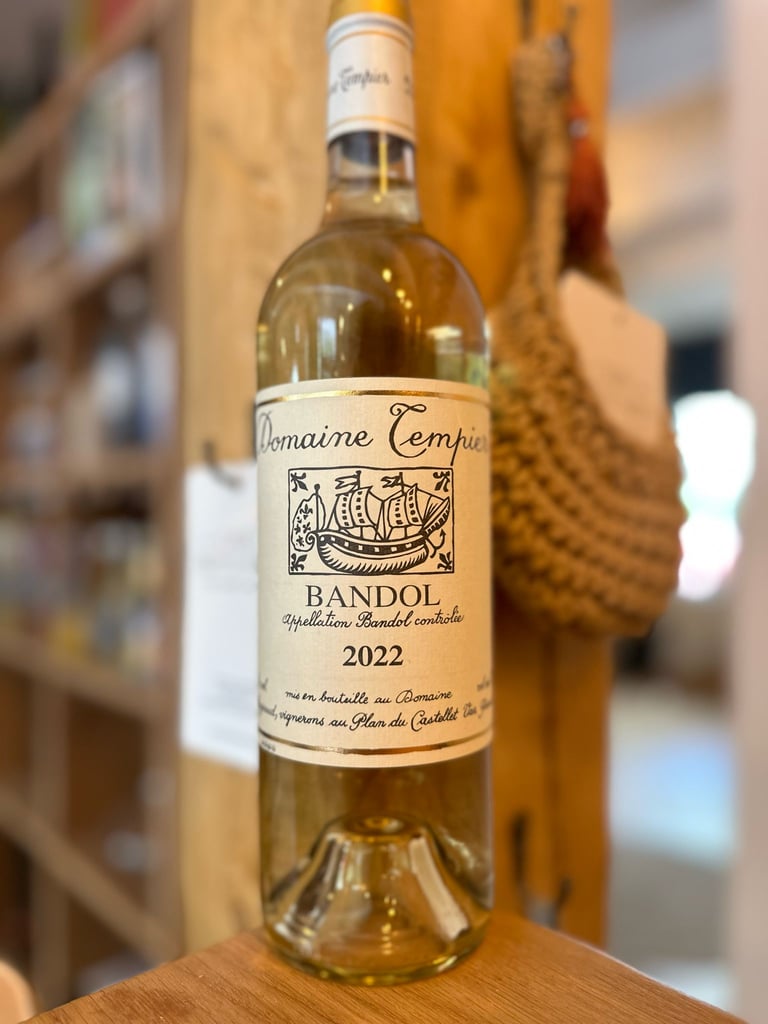 Tempier
Domaine Tempier
BANDOL
Appellation Bandol contrôlée
2022
mis en bouteille au Domaine
vignerons au Plan du Castellet